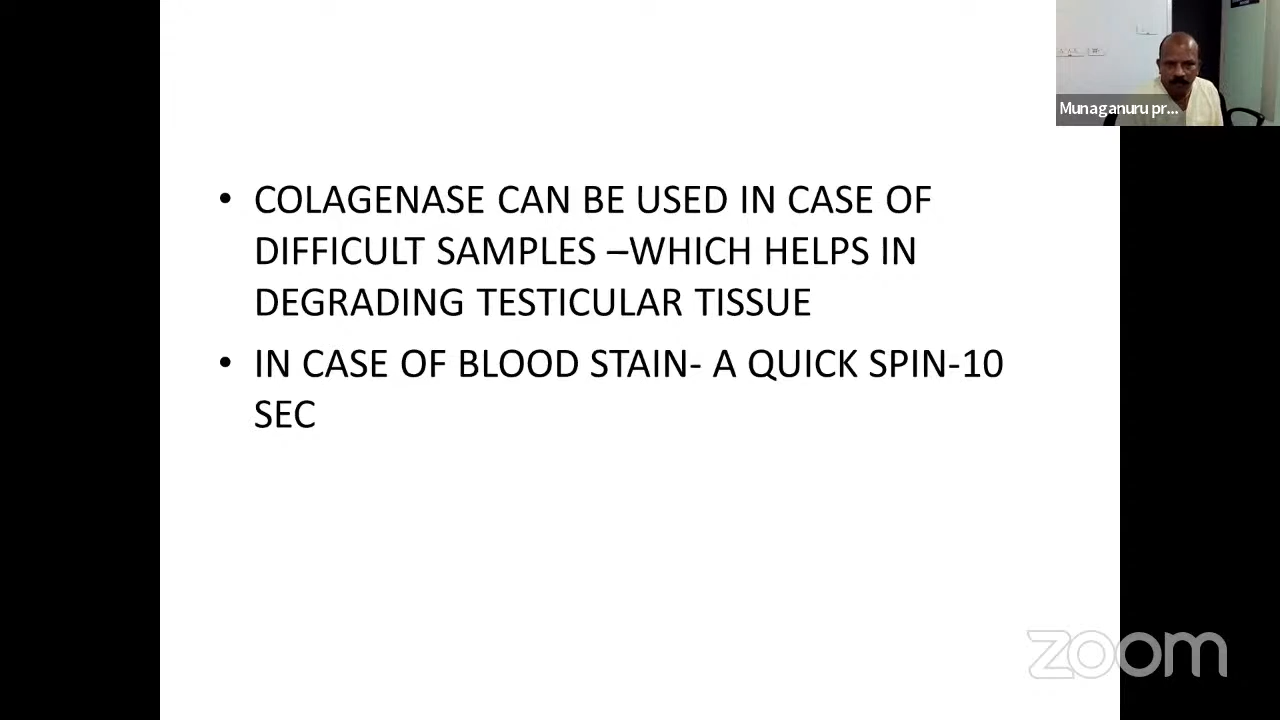 Munaganuru pr...
• COLAGENASE CAN BE USED IN CASE OF
DIFFICULT SAMPLES –WHICH HELPS IN
DEGRADING TESTICULAR TISSUE
• IN CASE OF BLOOD STAIN- A QUICK SPIN-10
SEC
zoom